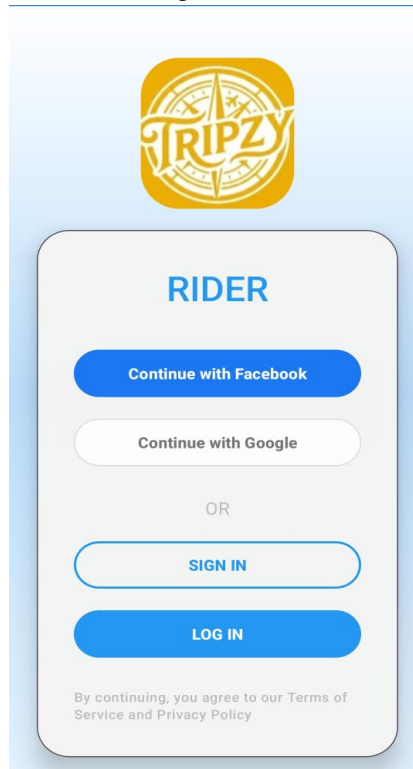 TRIPZY
RIDER
Continue with Facebook
Continue with Google
OR
SIGN IN
LOG IN
By continuing, you agree to our Terms of
Service and Privacy Policy